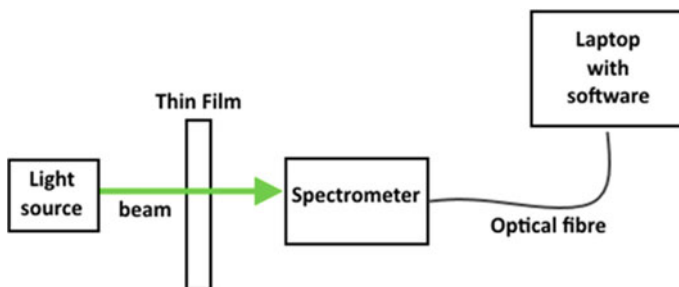 Laptop
with
software
Thin Film
Light
source
beam
Spectrometer
Optical fibre